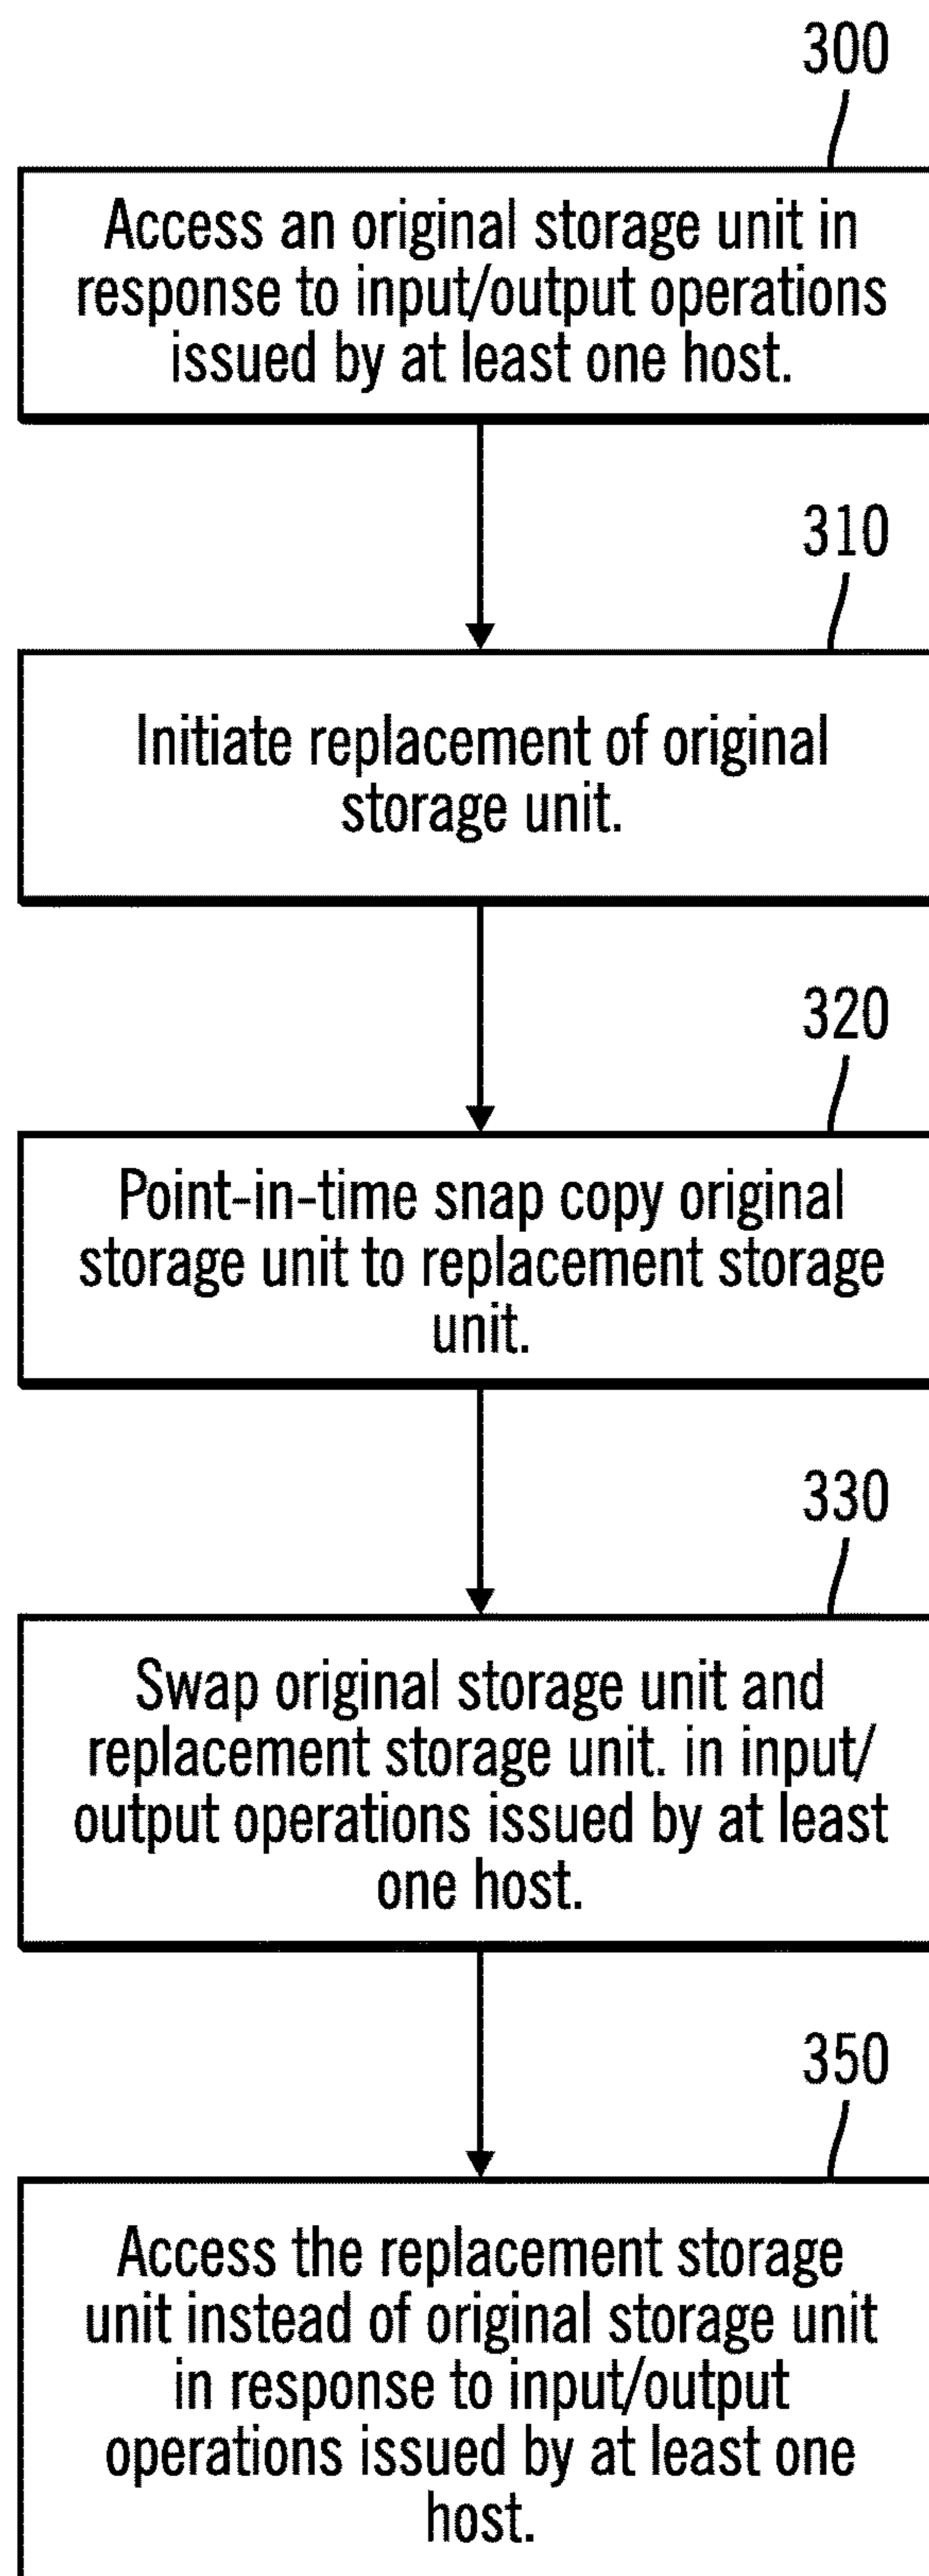 300
Access an original storage unit in
response to input/output operations
issued by at least one host.
310
Initiate replacement of original
storage unit.
320
Point-in-time snap copy original
storage unit to replacement storage
unit.
330
Swap original storage unit and
replacement storage unit. in input/
output operations issued by at least
one host.
350
Access the replacement storage
unit instead of original storage unit
in response to input/output
operations issued by at least one
host.